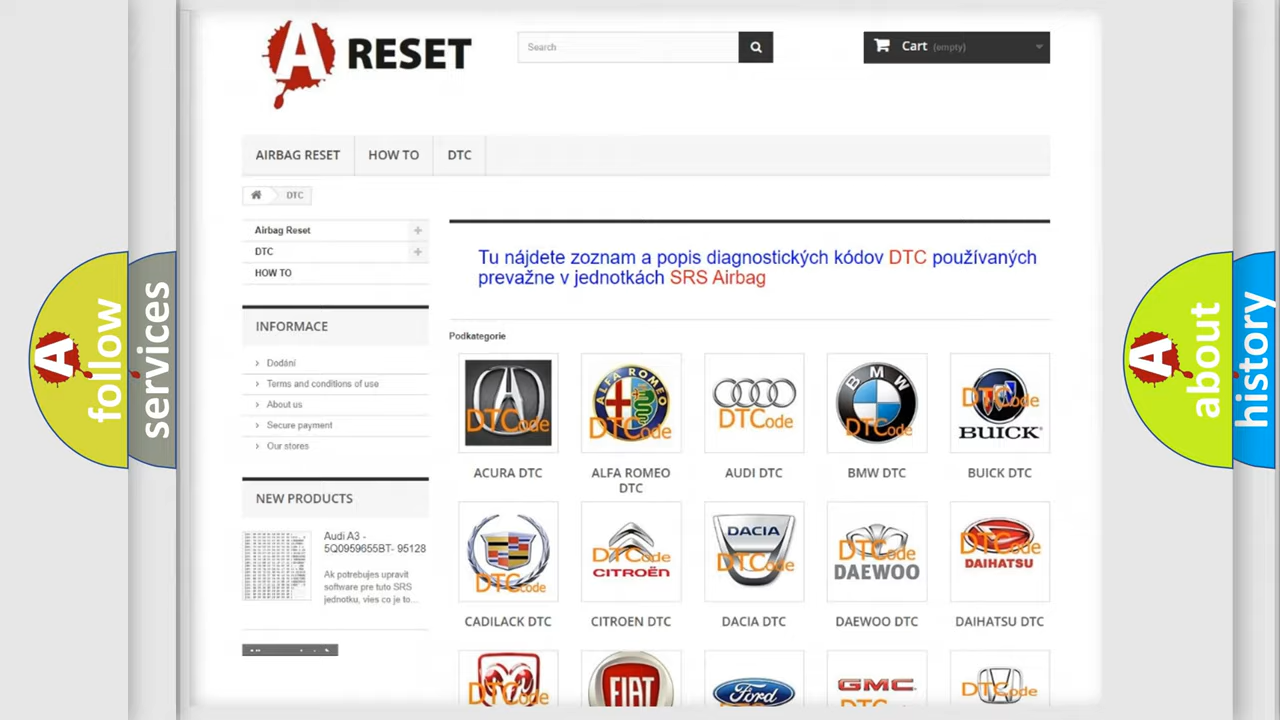 A RESET
Search
Cart (empty)
AIRBAG RESET
HOW TO
DTC
DTC
Airbag Reset
DTC
HOW TO
INFORMACE
Dodání
Terms and conditions of use
About us
Secure payment
Our stores
NEW PRODUCTS
Audi A3 -
5Q0959655BT- 95128
Ak potrebujes upravit
software pre tuto SRS
jednotku, vies co je to...
Tu nájdete zoznam a popis diagnostických kódov DTC používaných
prevažne v jednotkách SRS Airbag
Podkategorie
DTCode
ALFA ROMEO
DTCode
DTCode
BMW
DTCode
DTCode
BUICK
ACURA DTC
ALFA ROMEO
DTC
AUDI DTC
BMW DTC
BUICK DTC
DTCode
DTCode
CITROËN
DACIA
DTCode
DTCode
DAEWOO
DTCode
DAIHATSU
CADILACK DTC
CITROEN DTC
DACIA DTC
DAEWOO DTC
DAIHATSU DTC
DTCode
FIAT
Ford
GMC
DTCode
A follow
services
A about
history